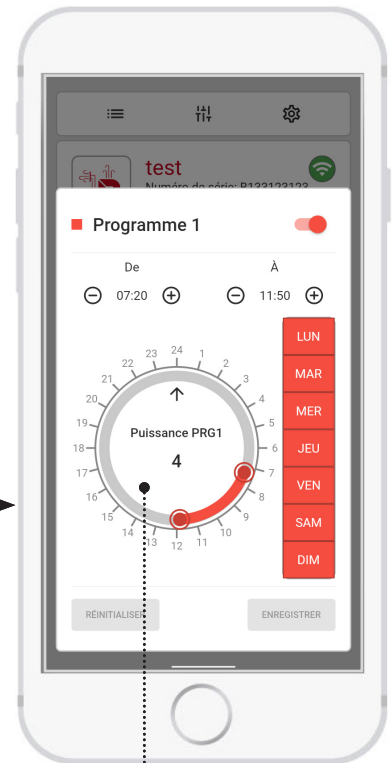 test
Numéro de série: B133123123
Programme 1
De
À
07:20
11:50
24
1
2
3
4
5
6
7
8
9
10
11
12
13
14
15
16
17
18
19
20
21
22
23
Puissance PRG1
4
LUN
MAR
MER
JEU
VEN
SAM
DIM
RÉINITIALISER
ENREGISTRER